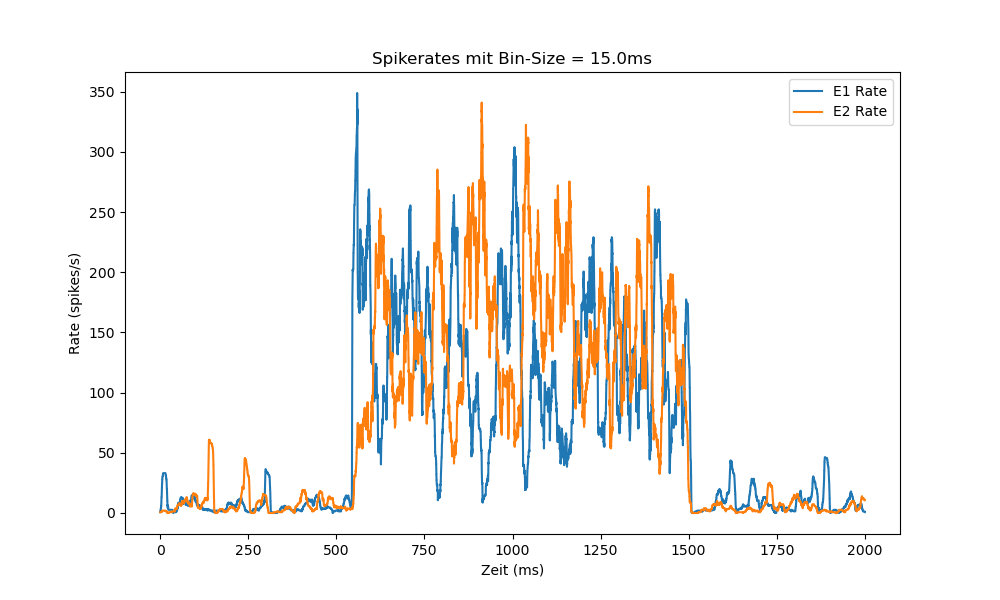 Spikerates mit Bin-Size = 15.0ms
E1 Rate
E2 Rate
350
300
250
200
150
100
50
0
Rate (spikes/s)
0 250 500 750 1000 1250 1500 1750 2000
Zeit (ms)